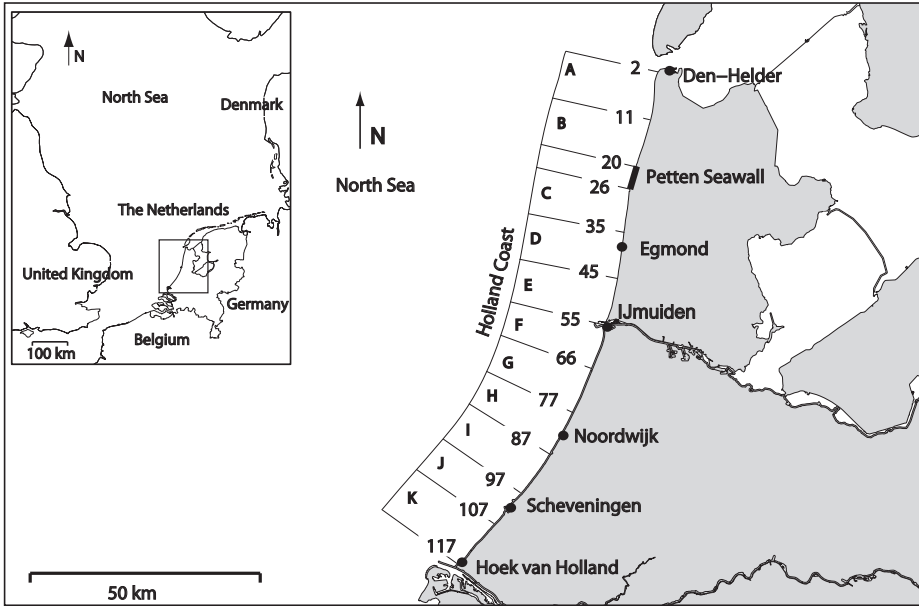 N
North Sea
Denmark
The Netherlands
United Kingdom
Germany
Belgium
100 km
N
North Sea
Holland Coast
A
B
C
D
E
F
G
H
I
J
K
2
11
20
26
35
45
55
66
77
87
97
107
117
Den–Helder
Petten Seawall
Egmond
IJmuiden
Noordwijk
Scheveningen
Hoek van Holland
50 km